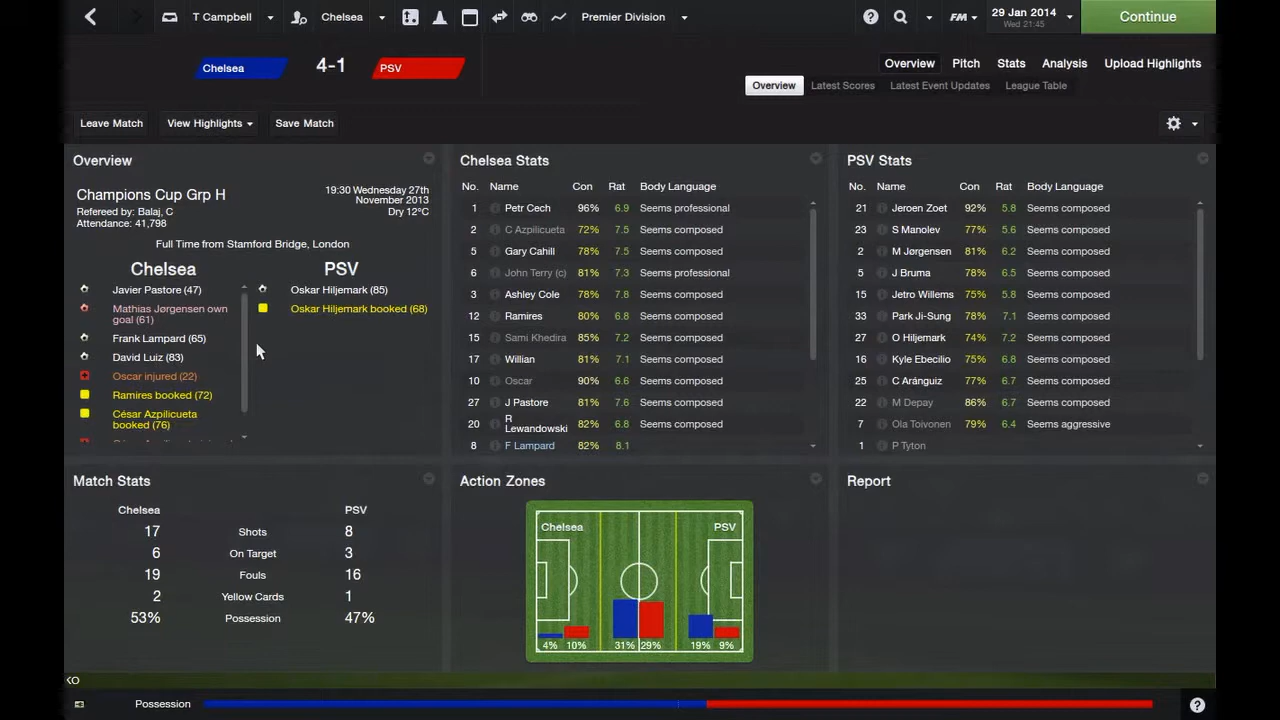 T Campbell
Chelsea
Premier Division
FM
29 Jan 2014
Wed 21:45
Continue
Chelsea
4-1
PSV
Overview
Pitch
Stats
Analysis
Upload Highlights
Overview
Latest Scores
Latest Event Updates
League Table
Leave Match
View Highlights
Save Match
Overview
Champions Cup Grp H
Refereed by: Balaj, C
Attendance: 41,798
19:30 Wednesday 27th
November 2013
Dry 12°C
Full Time from Stamford Bridge, London
Chelsea
Javier Pastore (47)
Mathias Jørgensen own
goal (61)
Frank Lampard (65)
David Luiz (83)
Oscar injured (22)
Ramires booked (72)
César Azpilicueta
booked (76)
PSV
Oskar Hiljemark (85)
Oskar Hiljemark booked (68)
Chelsea Stats
No. Name Con Rat Body Language
1 Petr Cech 96% 6.9 Seems professional
2 C Azpilicueta 72% 7.5 Seems composed
5 Gary Cahill 78% 7.5 Seems composed
6 John Terry (c) 81% 7.3 Seems professional
3 Ashley Cole 78% 7.8 Seems composed
12 Ramires 80% 6.8 Seems composed
15 Sami Khedira 85% 7.2 Seems composed
17 Willian 81% 7.1 Seems composed
10 Oscar 90% 6.6 Seems composed
27 J Pastore 81% 7.6 Seems composed
20 R Lewandowski 82% 6.8 Seems composed
8 F Lampard 82% 8.1
PSV Stats
No. Name Con Rat Body Language
21 Jeroen Zoet 92% 5.8 Seems composed
23 S Manolev 77% 5.6 Seems composed
2 M Jørgensen 81% 6.2 Seems composed
5 J Bruma 78% 6.5 Seems composed
15 Jetro Willems 75% 5.8 Seems composed
33 Park Ji-Sung 78% 7.1 Seems composed
27 O Hiljemark 74% 7.2 Seems composed
16 Kyle Ebecilio 75% 6.8 Seems composed
25 C Aránguiz 77% 6.7 Seems composed
22 M Depay 86% 6.7 Seems composed
7 Ola Toivonen 79% 6.4 Seems aggressive
1 P Tyton
Match Stats
Chelsea PSV
17 Shots 8
6 On Target 3
19 Fouls 16
2 Yellow Cards 1
53% Possession 47%
Action Zones
Chelsea PSV
4% 10% 31% 29% 19% 9%
Report
KO
Possession